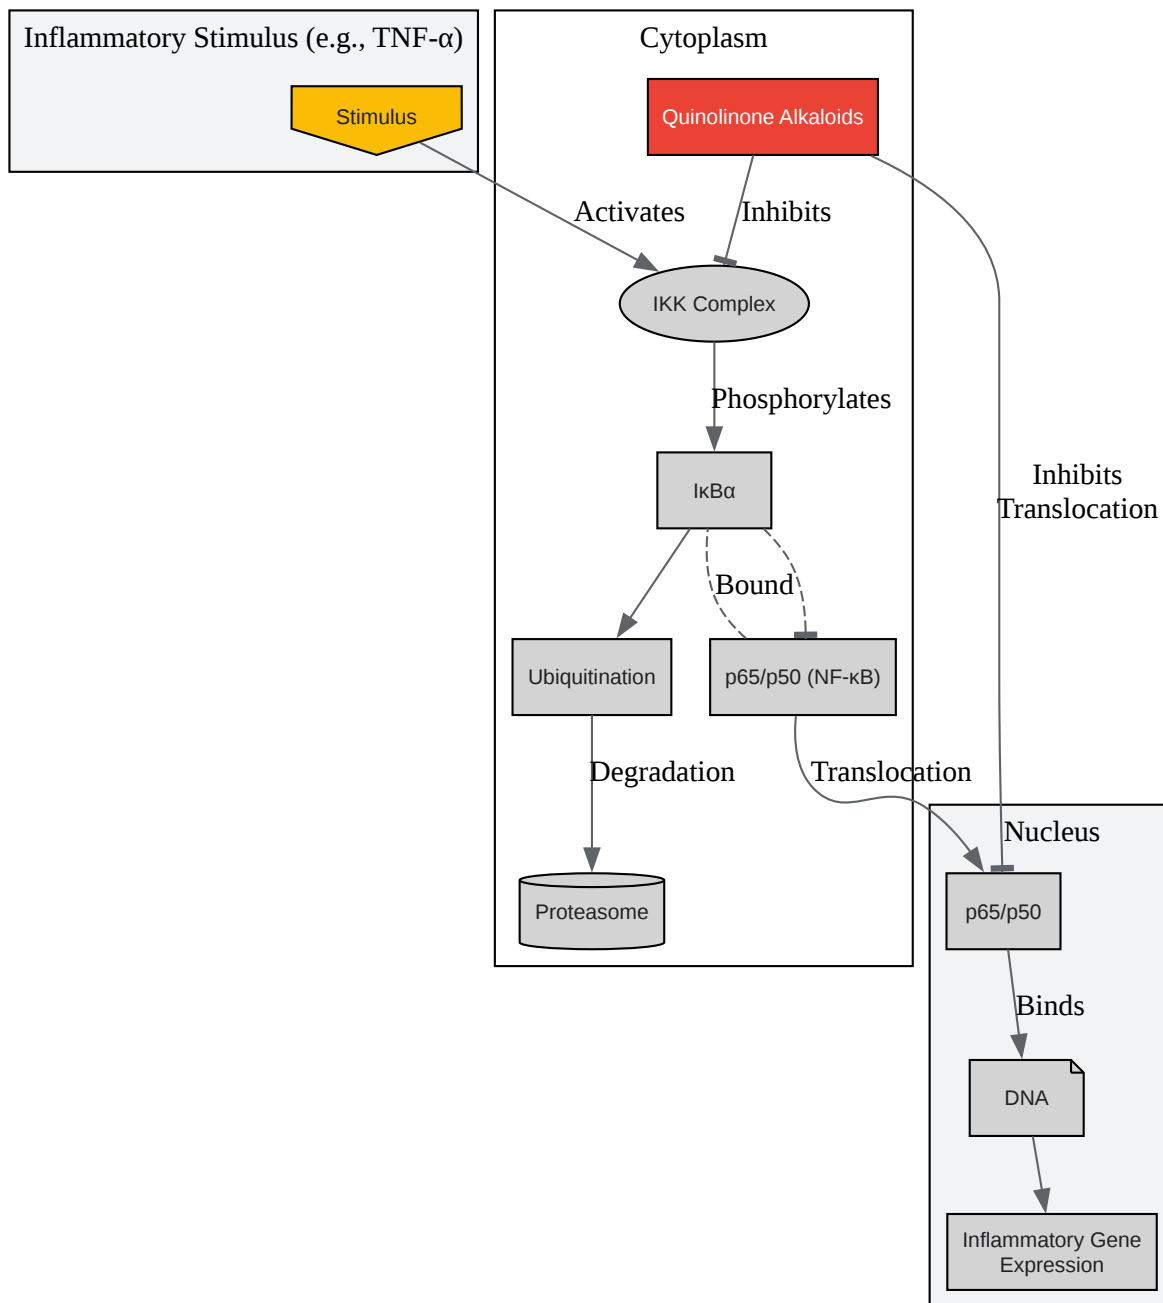 Inflammatory Stimulus (e.g., TNF-α)
Cytoplasm
Stimulus
Quinolinone Alkaloids
Activates
Inhibits
IKK Complex
Phosphorylates
Inhibits
Translocation
IκBα
Bound
Ubiquitination
p65/p50 (NF-κB)
Degradation
Translocation
Nucleus
Proteasome
p65/p50
Binds
DNA
Inflammatory Gene
Expression